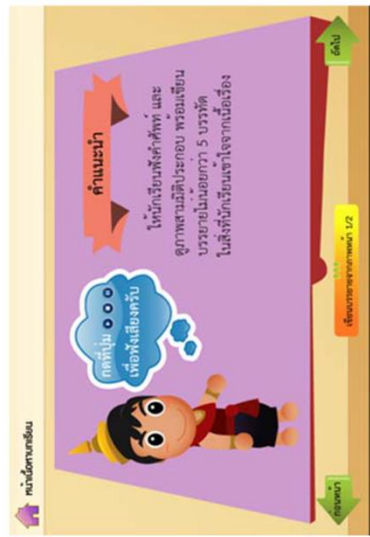 หน้าเนื้อหาบทเรียน
คำแนะนำ
ให้นักเรียนฟังคำศัพท์ และ
ดูภาพสามมิติประกอบ พร้อมเขียน
บรรยายไม่น้อยกว่า 5 บรรทัด
ในสิ่งที่นักเรียนเข้าใจจากเนื้อเรื่อง
กดที่ปุ่ม
เพื่อฟังเสียงครับ
ก่อนหน้า
1/2
ถัดไป